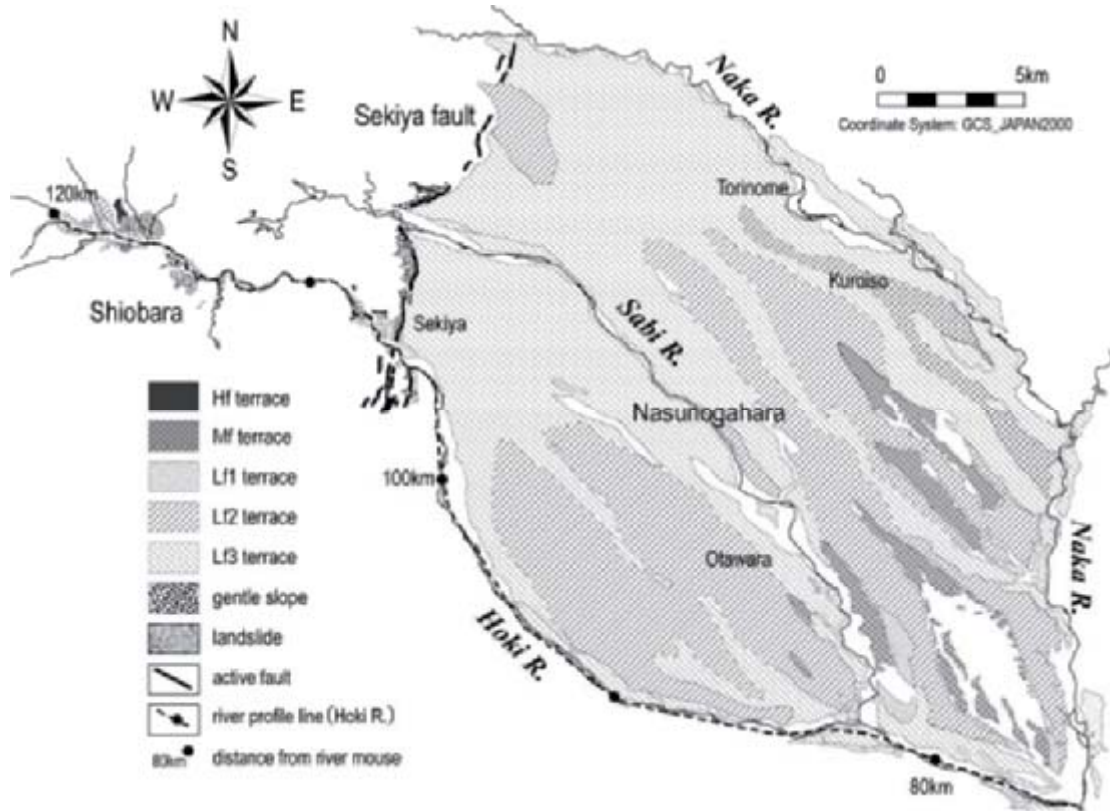 N
W
E
S
0 5km
Coordinate System: GCS_JAPAN2000
Naka R.
Sekiya fault
120km
Torinome
Kuroiso
Shiobara
Sekiya
Sabi R.
Nasunogahara
100km
Otawara
Naka R.
Hoki R.
80km
Hf terrace
Mf terrace
Lf1 terrace
Lf2 terrace
Lf3 terrace
gentle slope
landslide
active fault
river profile line (Hoki R.)
80km distance from river mouse